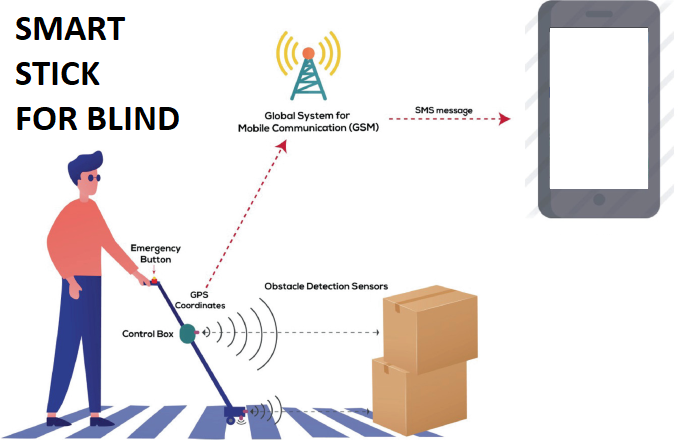 SMART
STICK
FOR BLIND
Global System for
Mobile Communication (GSM)
SMS message
Emergency
Button
GPS
Coordinates
Obstacle Detection Sensors
Control Box